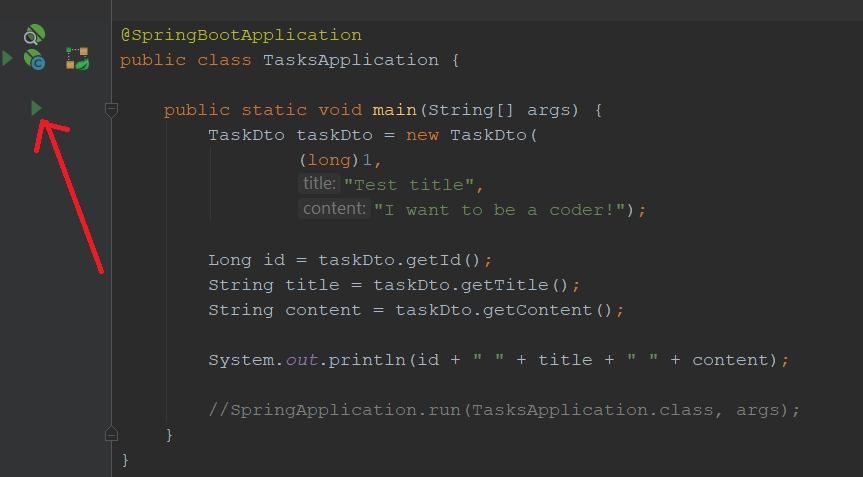 @SpringBootApplication
public class TasksApplication {
public static void main(String[] args) {
TaskDto taskDto = new TaskDto(
(long)1,
title: "Test title",
content: "I want to be a coder!");
Long id = taskDto.getId();
String title = taskDto.getTitle();
String content = taskDto.getContent();
System.out.println(id + " " + title + " " + content);
//SpringApplication.run(TasksApplication.class, args);
}
}